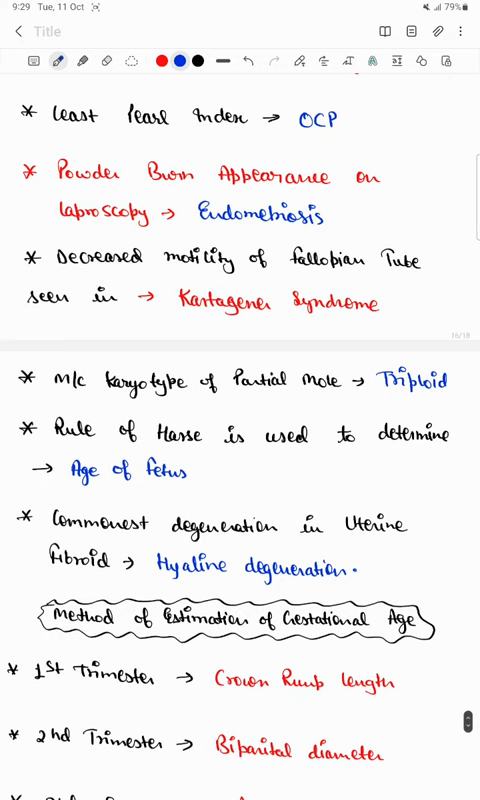 9:29 Tue, 11 Oct
79%
Title
* Least Pearl Index → OCP
* Powder Burn Appearance on
laproscopy → Endometriosis
* Decreased motility of fallopian Tube
seen in → Kartagener Syndrome
16/18
* M/c Karyotype of Partial Mole → Triploid
* Rule of Hasse is used to determine
→ Age of fetus
* Commonest degeneration in Uterine
fibroid → Hyaline degeneration.
Method of Estimation of Gestational Age
* 1st Trimester → Crown Rump length
* 2nd Trimester → Biparital diameter